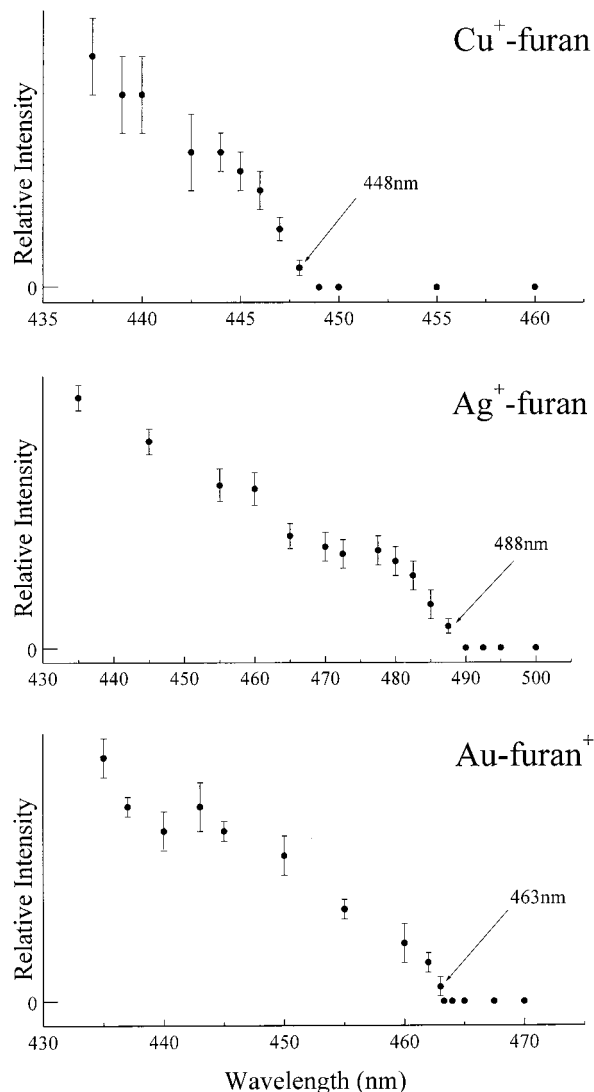 Cu+-furan
Relative Intensity
448nm
0
435 440 445 450 455 460
Ag+-furan
Relative Intensity
488nm
0
430 440 450 460 470 480 490 500
Au-furan+
Relative Intensity
463nm
0
430 440 450 460 470
Wavelength (nm)